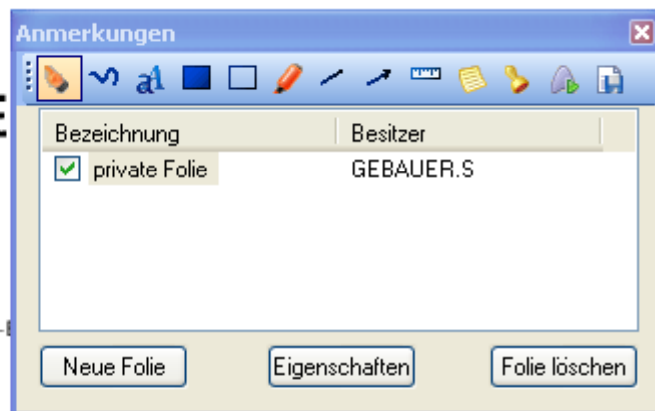 Anmerkungen
Bezeichnung Besitzer
private Folie GEBAUER.S
Neue Folie Eigenschaften Folie löschen